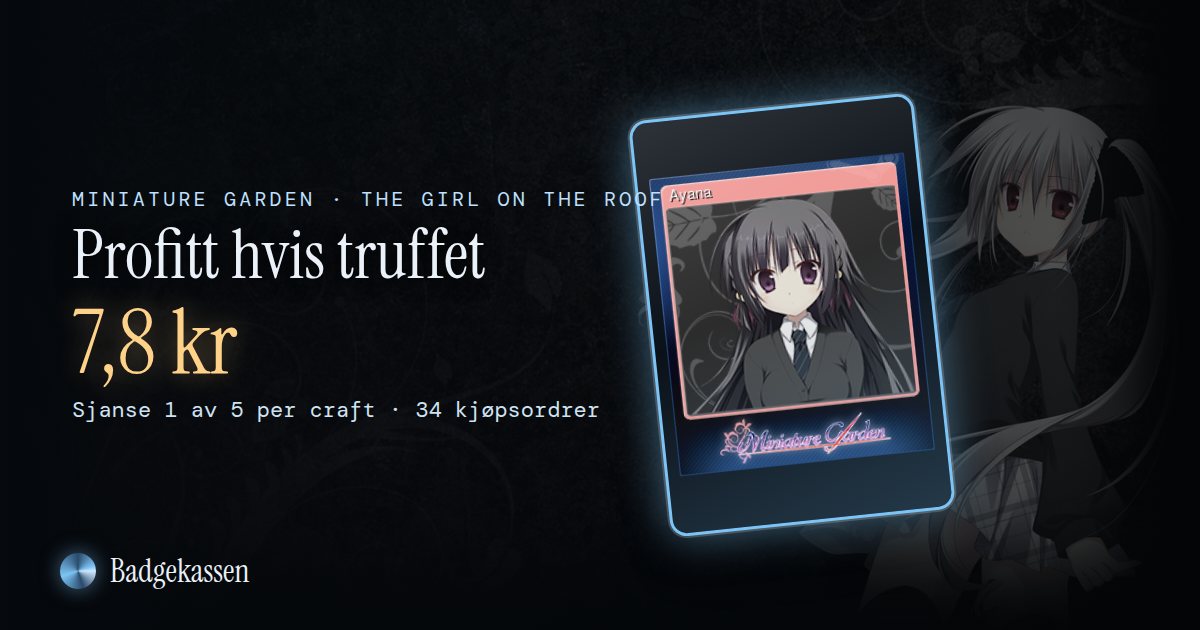 MINIATURE GARDEN · THE GIRL ON THE ROOF
Profitt hvis truffet
7,8 kr
Sjanse 1 av 5 per craft · 34 kjøpsordrer
Ayana
Miniature Garden
Badgekassen